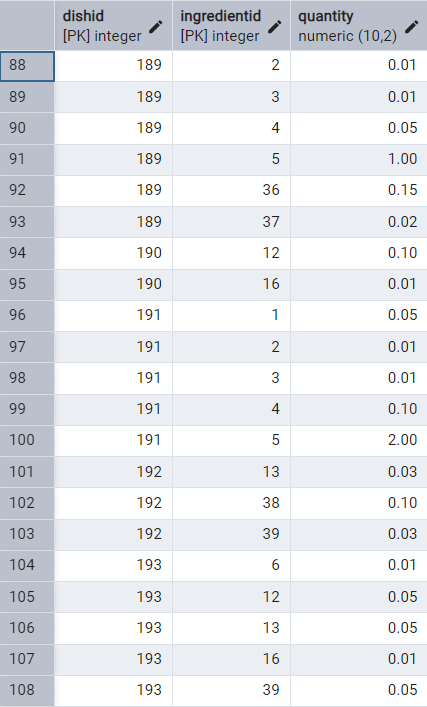 dishid ingredientid quantity
[PK] integer [PK] integer numeric (10,2)
88 189 2 0.01
89 189 3 0.01
90 189 4 0.05
91 189 5 1.00
92 189 36 0.15
93 189 37 0.02
94 190 12 0.10
95 190 16 0.01
96 191 1 0.05
97 191 2 0.01
98 191 3 0.01
99 191 4 0.10
100 191 5 2.00
101 192 13 0.03
102 192 38 0.10
103 192 39 0.03
104 193 6 0.01
105 193 12 0.05
106 193 13 0.05
107 193 16 0.01
108 193 39 0.05